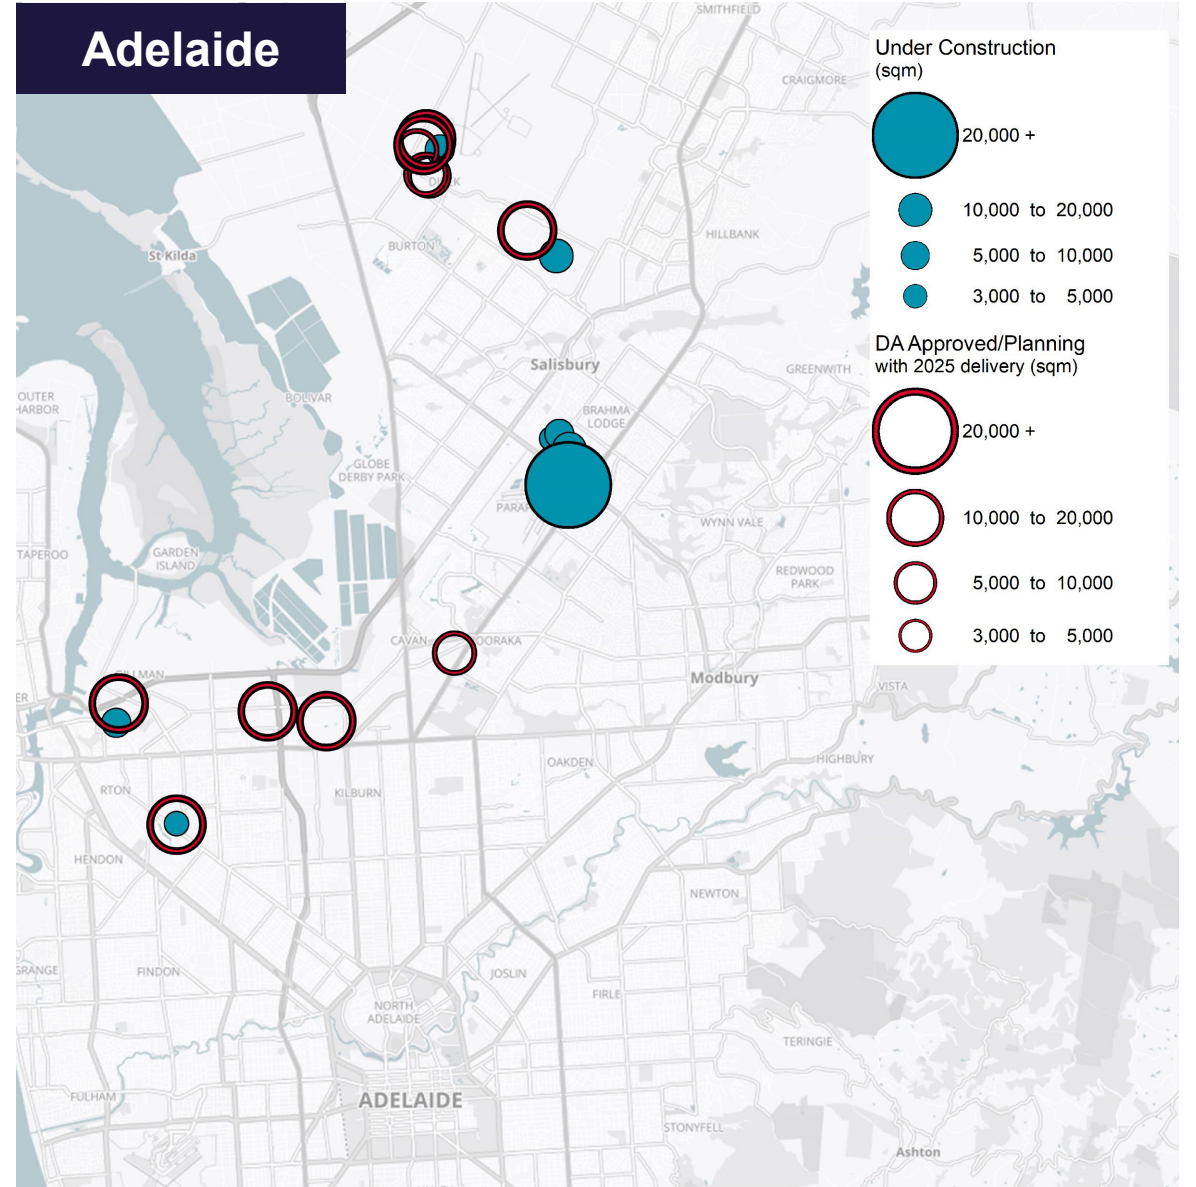 Adelaide
SMITHFIELD
CRAIGMORE
Under Construction
(sqm)
20,000 +
10,000 to 20,000
5,000 to 10,000
3,000 to 5,000
DA Approved/Planning
with 2025 delivery (sqm)
20,000 +
10,000 to 20,000
5,000 to 10,000
3,000 to 5,000
HILLBANK
BURTON
St Kilda
Salisbury
GREENWITH
OUTER
HARBOR
BOLIVAR
BRAHMA
LODGE
GLOBE
DERBY PARK
WYNN VALE
TAPEROO
GARDEN
ISLAND
REDWOOD
PARK
CAVAN
Modbury
VISTA
OAKDEN
HIGHBURY
KILBURN
HENDON
NEWTON
GRANGE
FINDON
JOSLIN
FIRLE
NORTH
ADELAIDE
TERINGIE
FULHAM
ADELAIDE
STONYFELL
Ashton